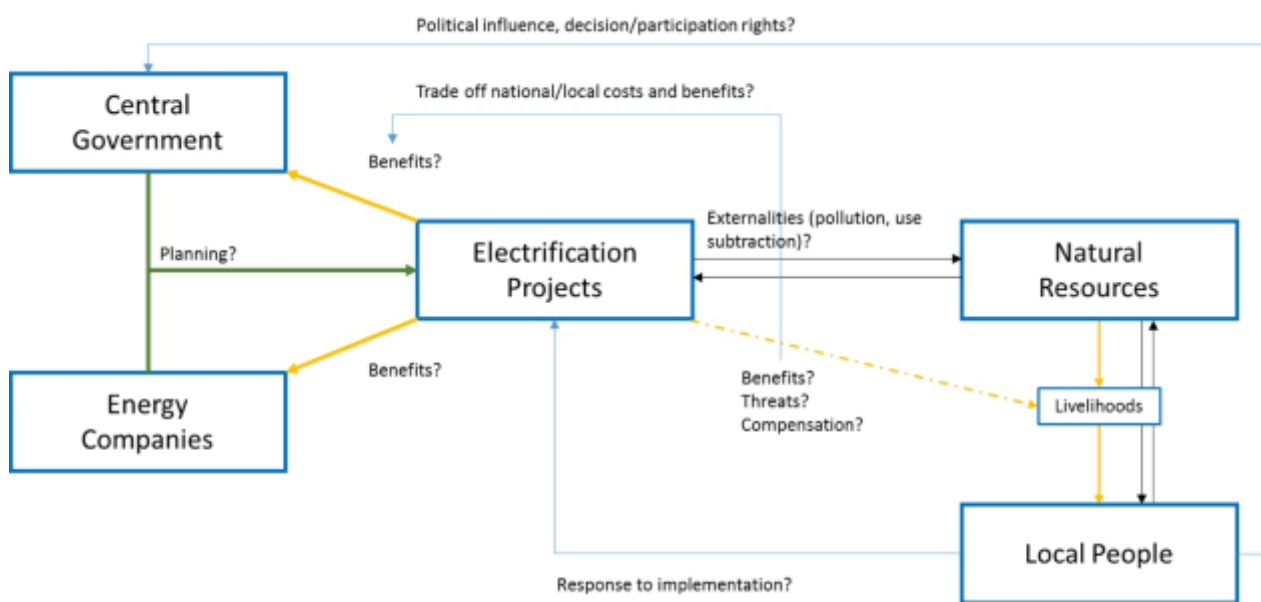 Political influence, decision/participation rights?
Central
Government
Trade off national/local costs and benefits?
Benefits?
Planning?
Electrification
Projects
Externalities (pollution, use
subtraction)?
Natural
Resources
Benefits?
Energy
Companies
Benefits?
Threats?
Compensation?
Livelihoods
Local People
Response to implementation?